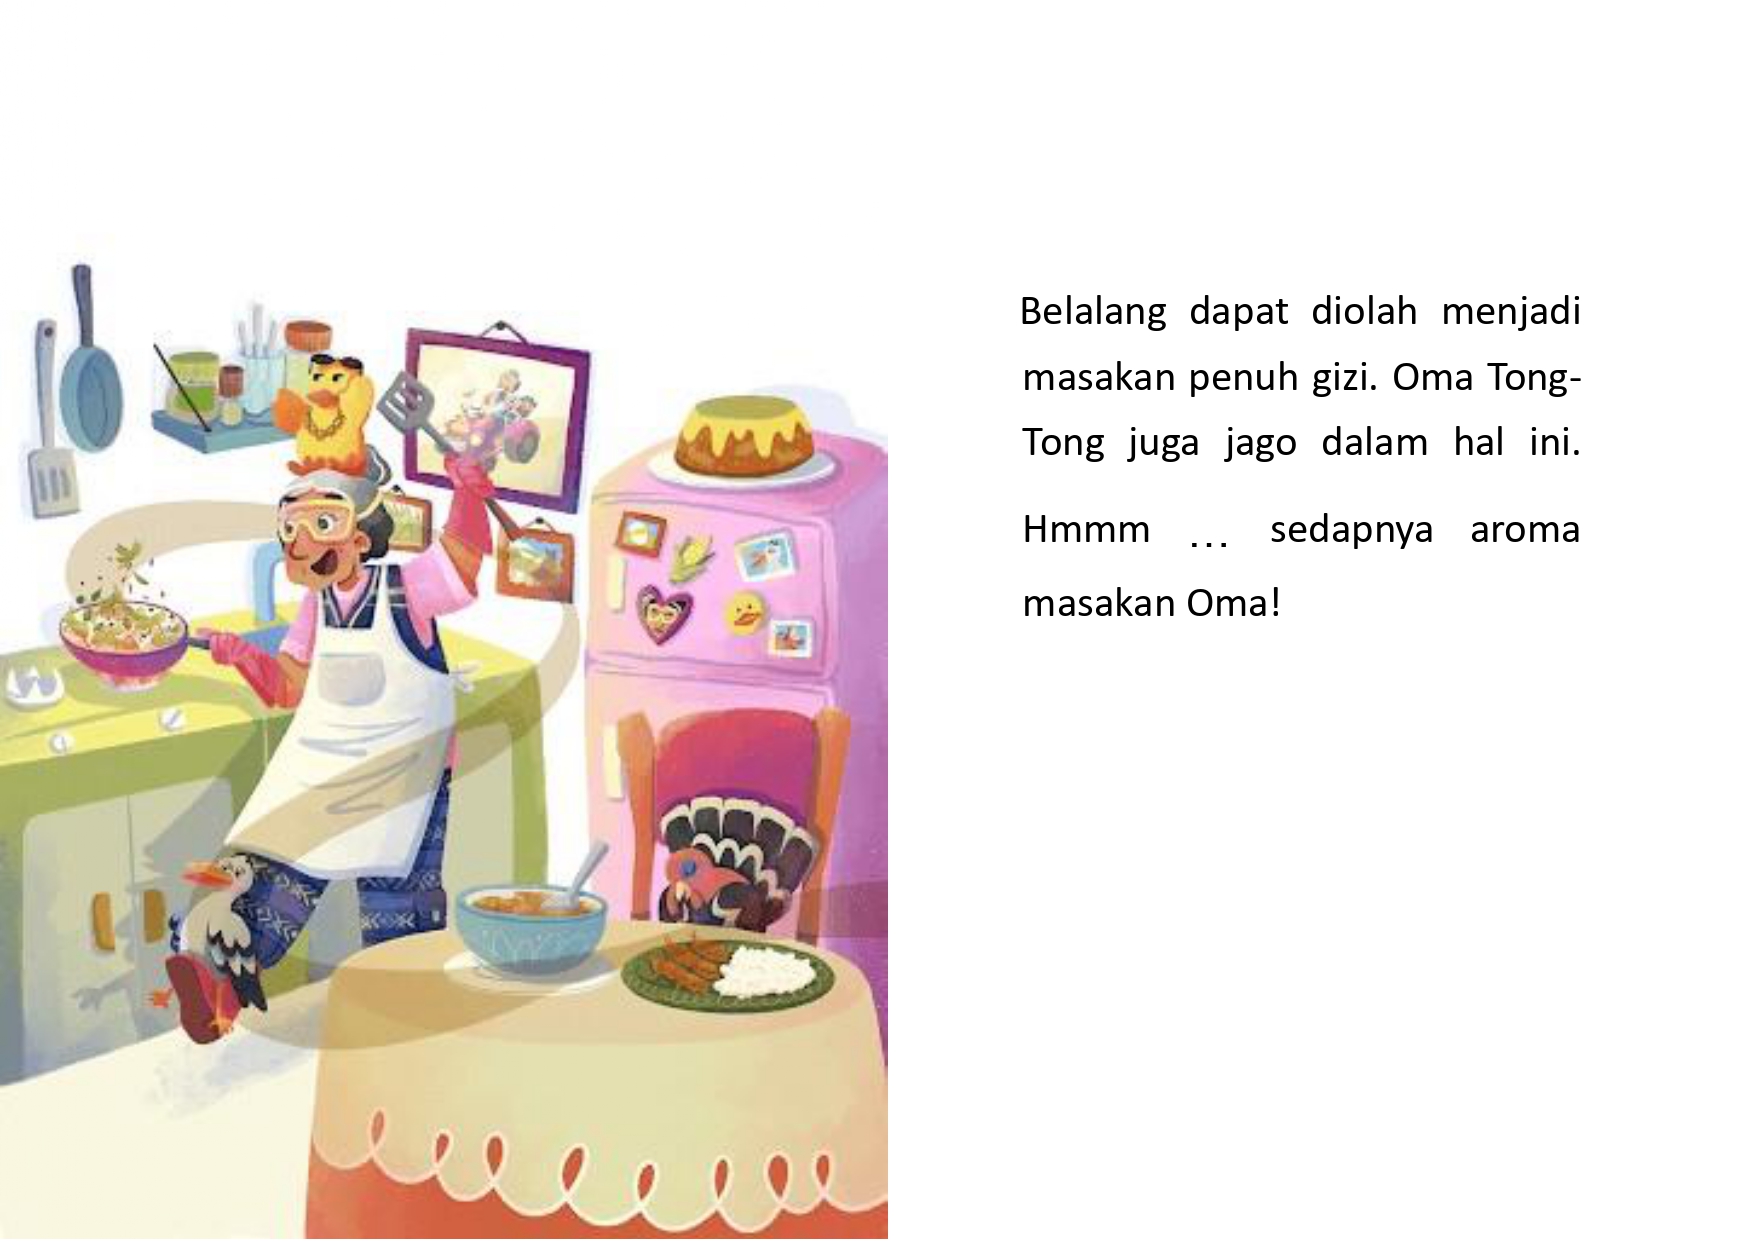 Belalang dapat diolah menjadi
masakan penuh gizi. Oma Tong-
Tong juga jago dalam hal ini.
Hmmm ... sedapnya aroma
masakan Oma!